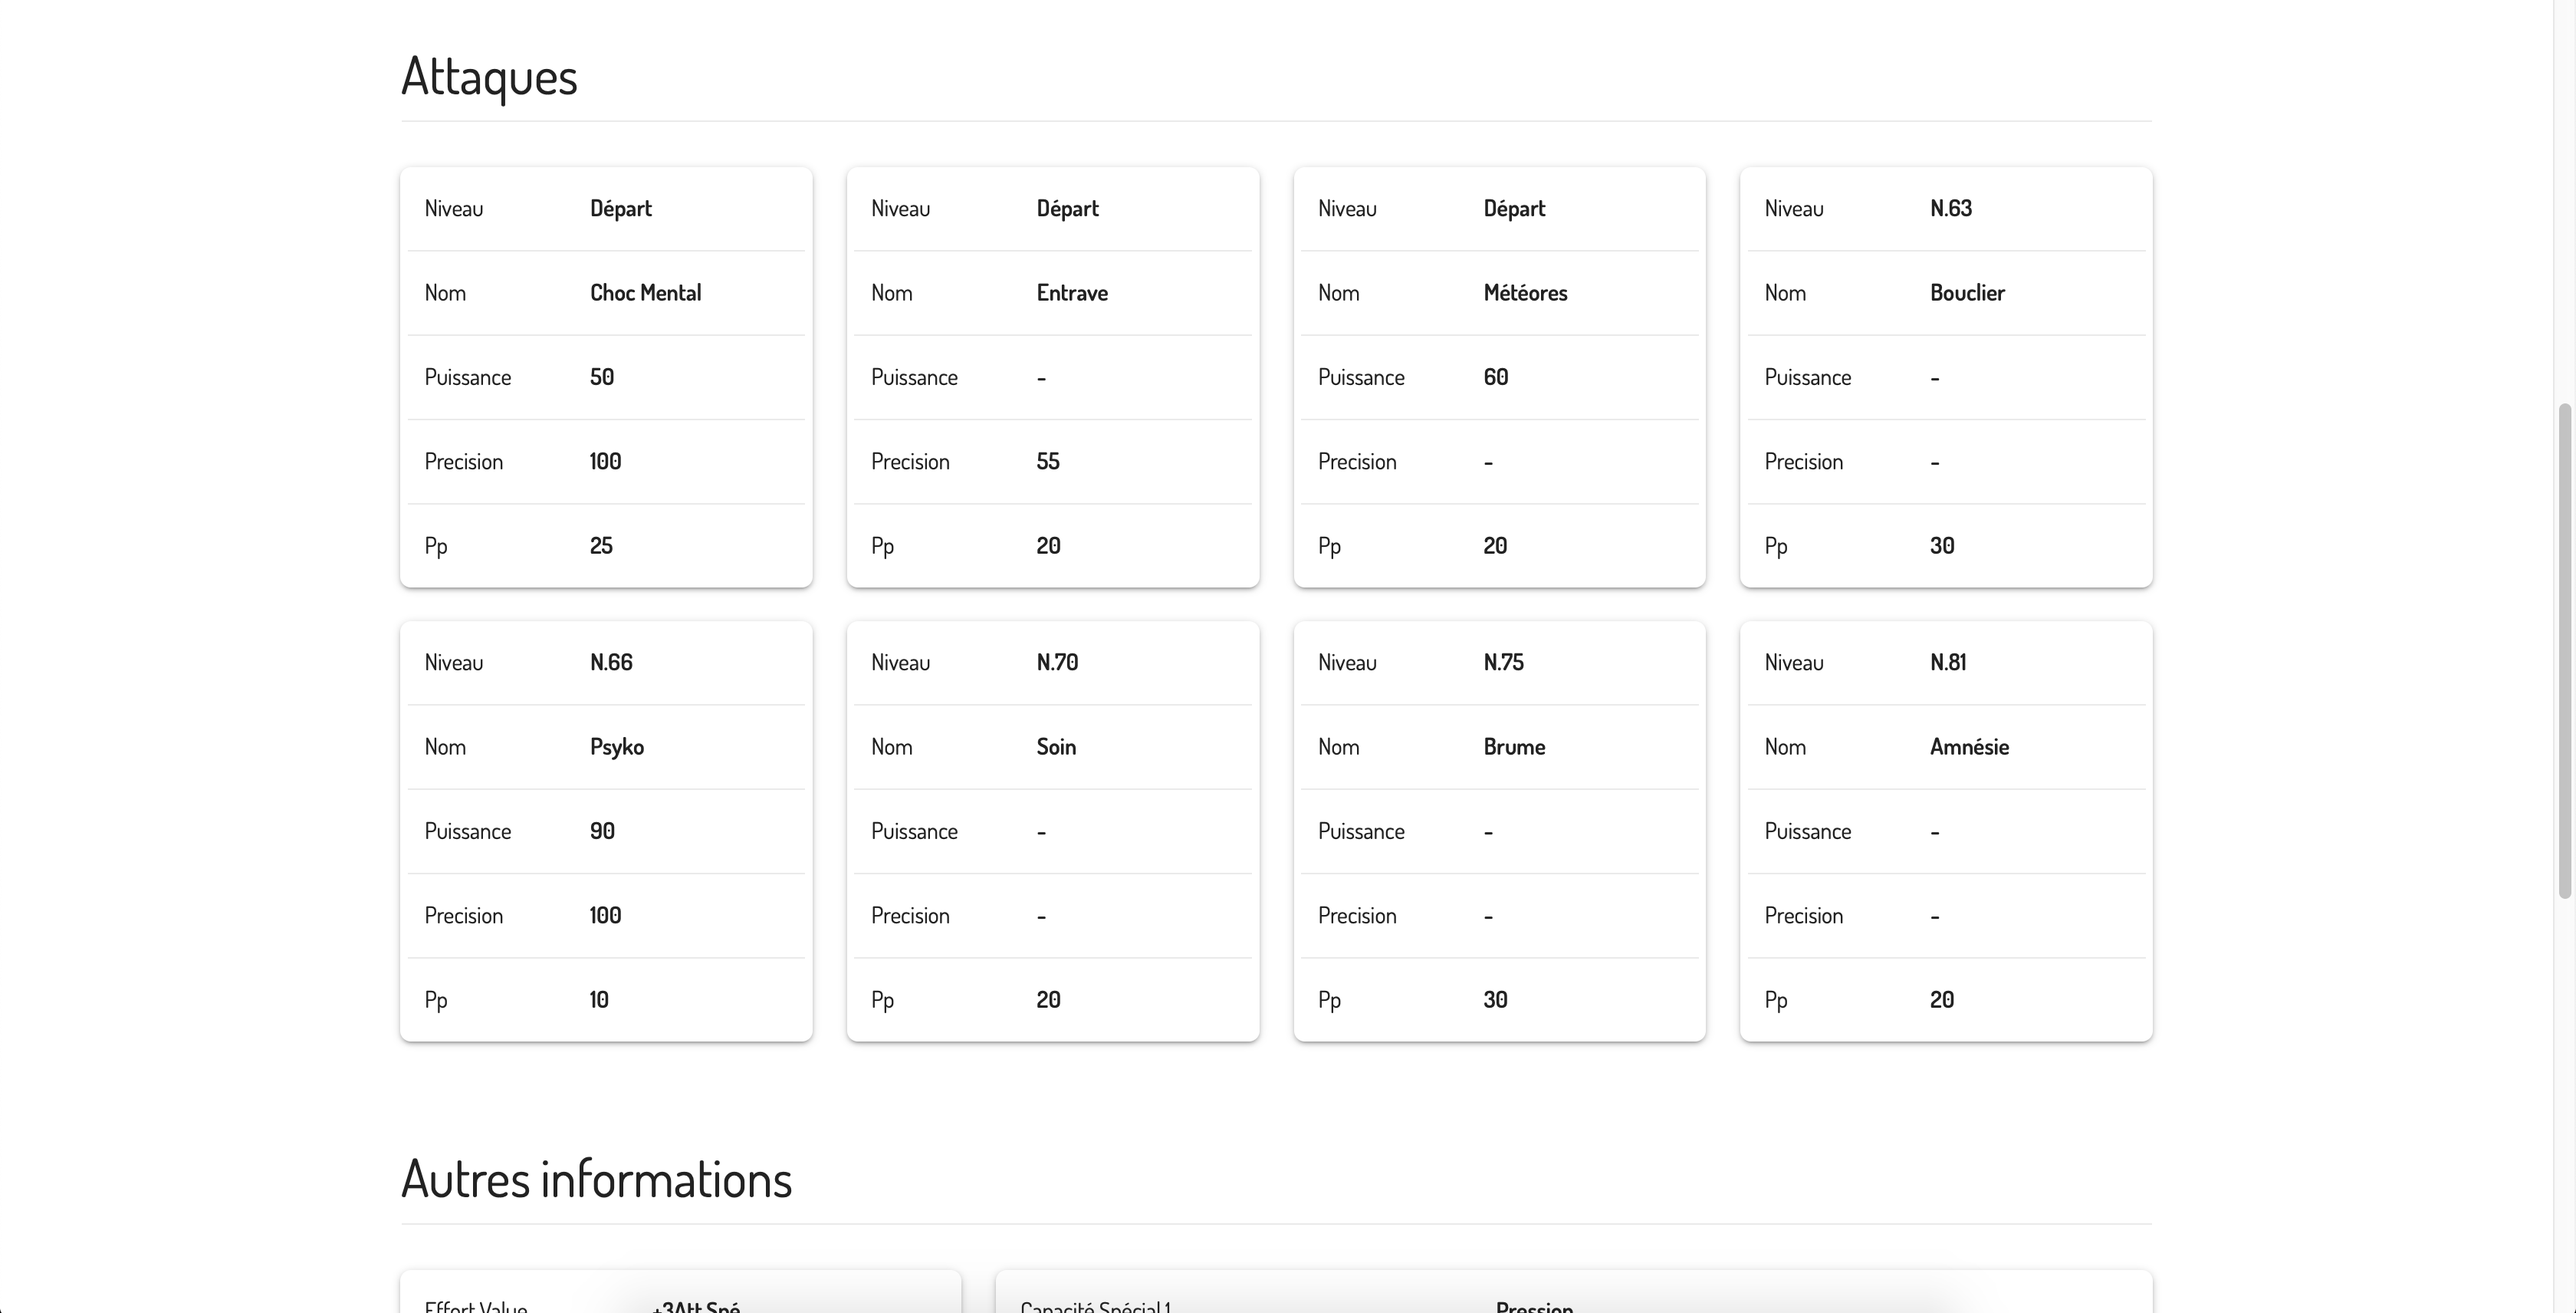 Attaques
Niveau Départ
Nom Choc Mental
Puissance 50
Precision 100
Pp 25
Niveau Départ
Nom Entrave
Puissance -
Precision 55
Pp 20
Niveau Départ
Nom Météores
Puissance 60
Precision -
Pp 20
Niveau N.63
Nom Bouclier
Puissance -
Precision -
Pp 30
Niveau N.66
Nom Psyko
Puissance 90
Precision 100
Pp 10
Niveau N.70
Nom Soin
Puissance -
Precision -
Pp 20
Niveau N.75
Nom Brume
Puissance -
Precision -
Pp 30
Niveau N.81
Nom Amnésie
Puissance -
Precision -
Pp 20
Autres informations
Effort Value +3Att Spé
Capacité Spécial 1 Pression